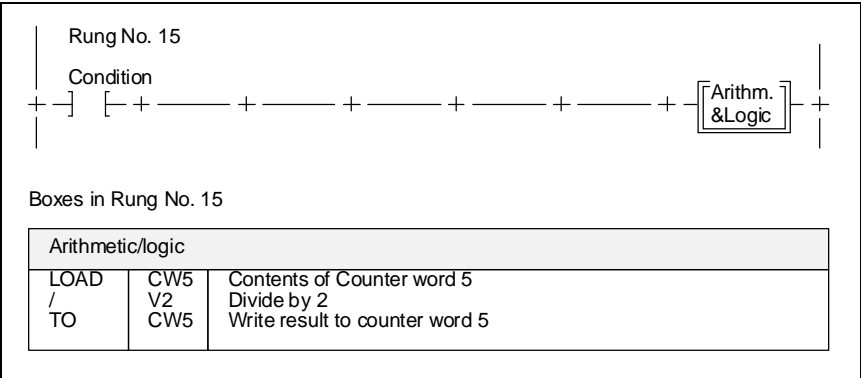 Rung No. 15
Condition
Arithm.
&Logic
Boxes in Rung No. 15
Arithmetic/logic
LOAD CW5 Contents of Counter word 5
/ V2 Divide by 2
TO CW5 Write result to counter word 5